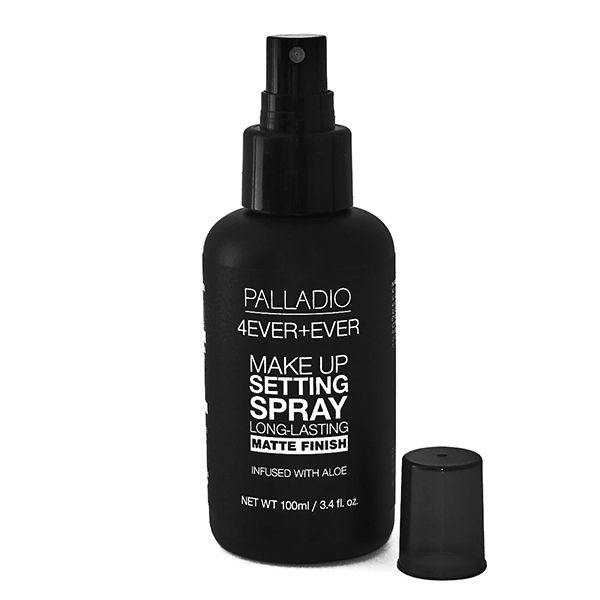 PALLADIO
4EVER+EVER
MAKE UP
SETTING
SPRAY
LONG-LASTING
MATTE FINISH
INFUSED WITH ALOE
NET WT 100ml / 3.4 fl. oz.